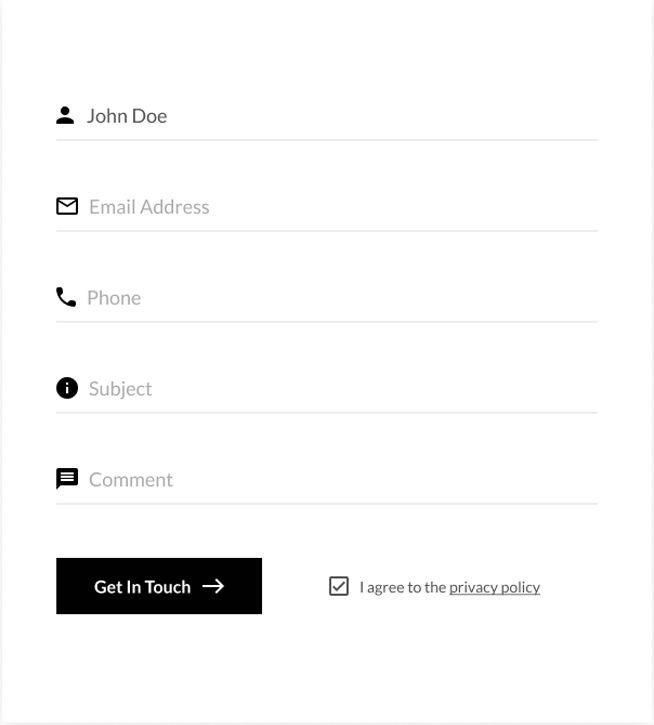 John Doe
Email Address
Phone
Subject
Comment
Get In Touch
I agree to the privacy policy